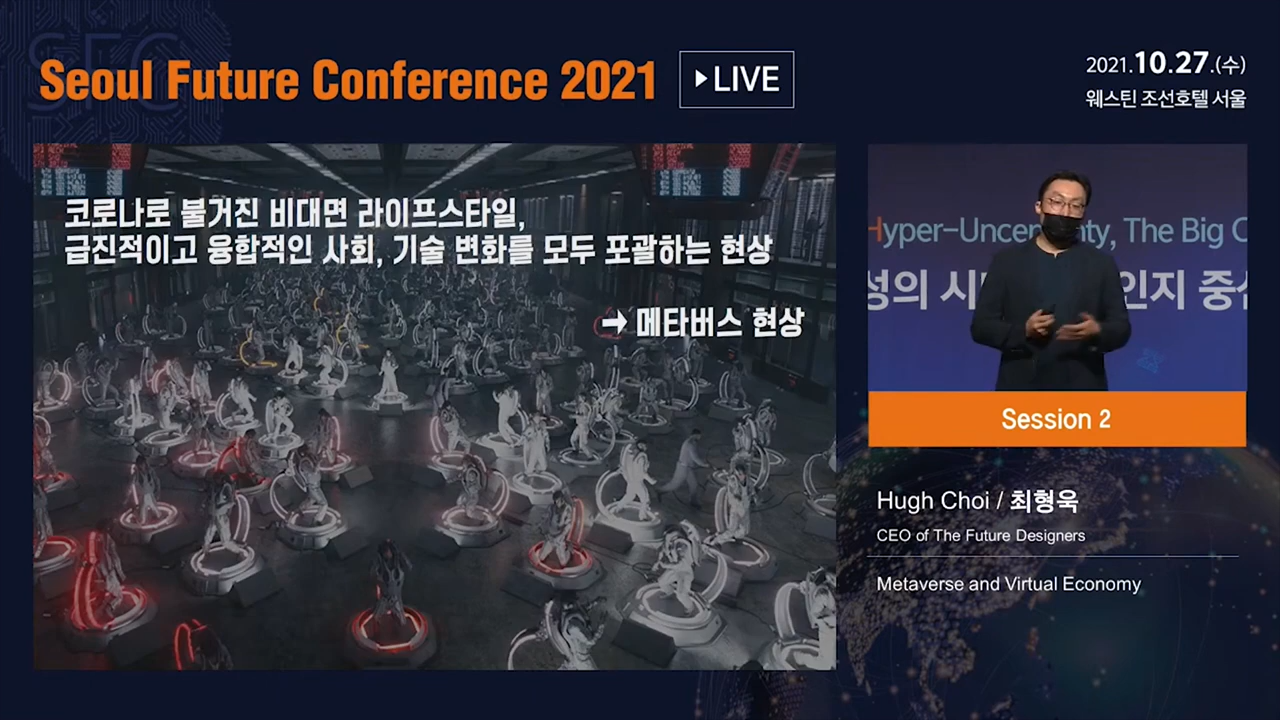 Seoul Future Conference 2021
LIVE
2021.10.27.(수)
웨스틴 조선호텔 서울
SFC
코로나로 불거진 비대면 라이프스타일,
급진적이고 융합적인 사회, 기술 변화를 모두 포괄하는 현상
➞ 메타버스 현상
Hyper-Uncer nty, The Big C
성의 시 인지 중
Session 2
Hugh Choi / 최형욱
CEO of The Future Designers
Metaverse and Virtual Economy